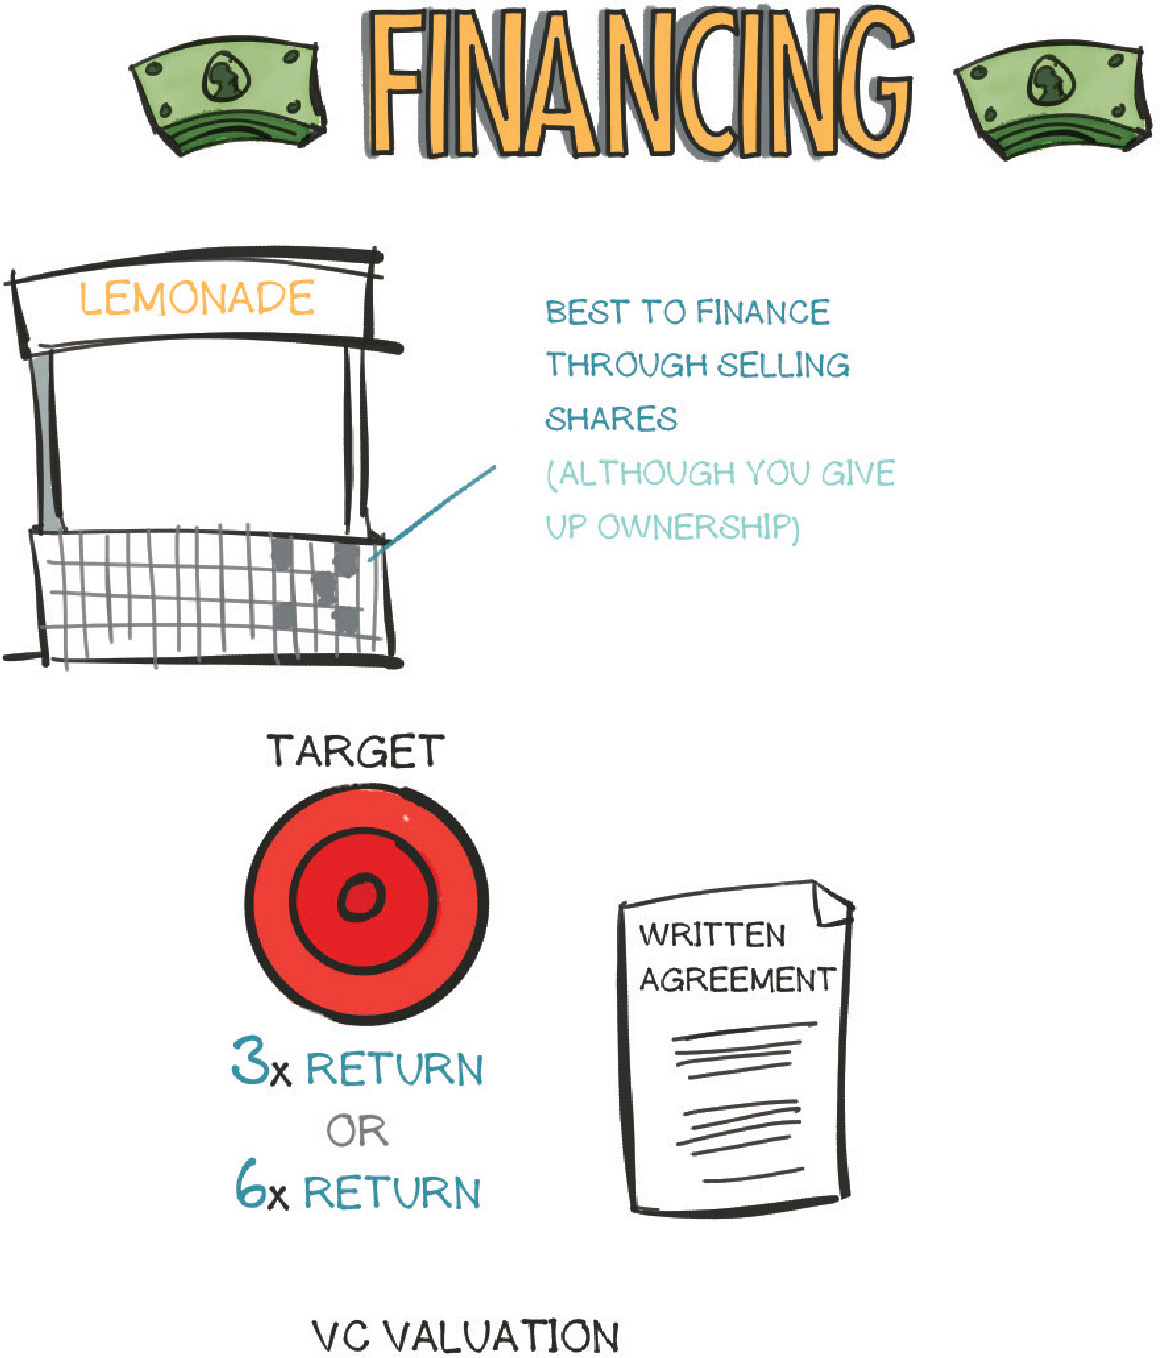 FINANCING
LEMONADE
BEST TO FINANCE
THROUGH SELLING
SHARES
(ALTHOUGH YOU GIVE
UP OWNERSHIP)
TARGET
3x RETURN
OR
6x RETURN
WRITTEN
AGREEMENT
VC VALUATION